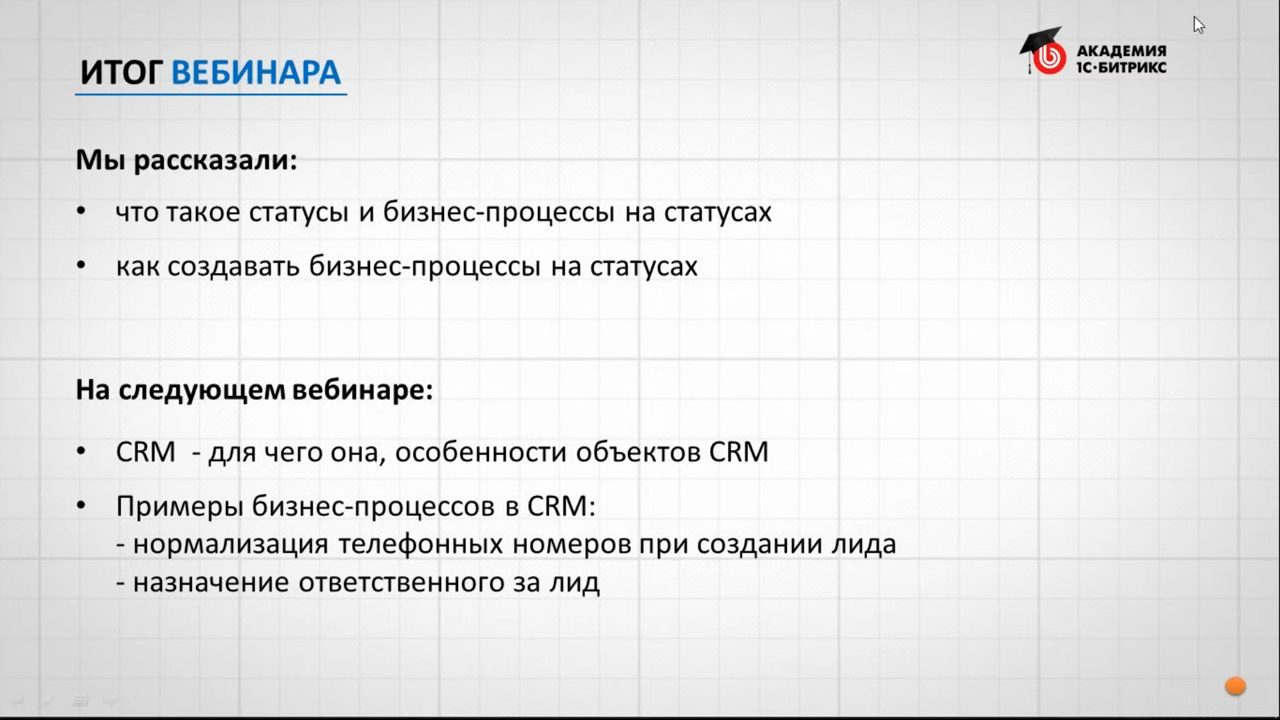 ИТОГ ВЕБИНАРА
АКАДЕМИЯ
1С·БИТРИКС
Мы рассказали:
• что такое статусы и бизнес-процессы на статусах
• как создавать бизнес-процессы на статусах
На следующем вебинаре:
• CRM - для чего она, особенности объектов CRM
• Примеры бизнес-процессов в CRM:
- нормализация телефонных номеров при создании лида
- назначение ответственного за лид